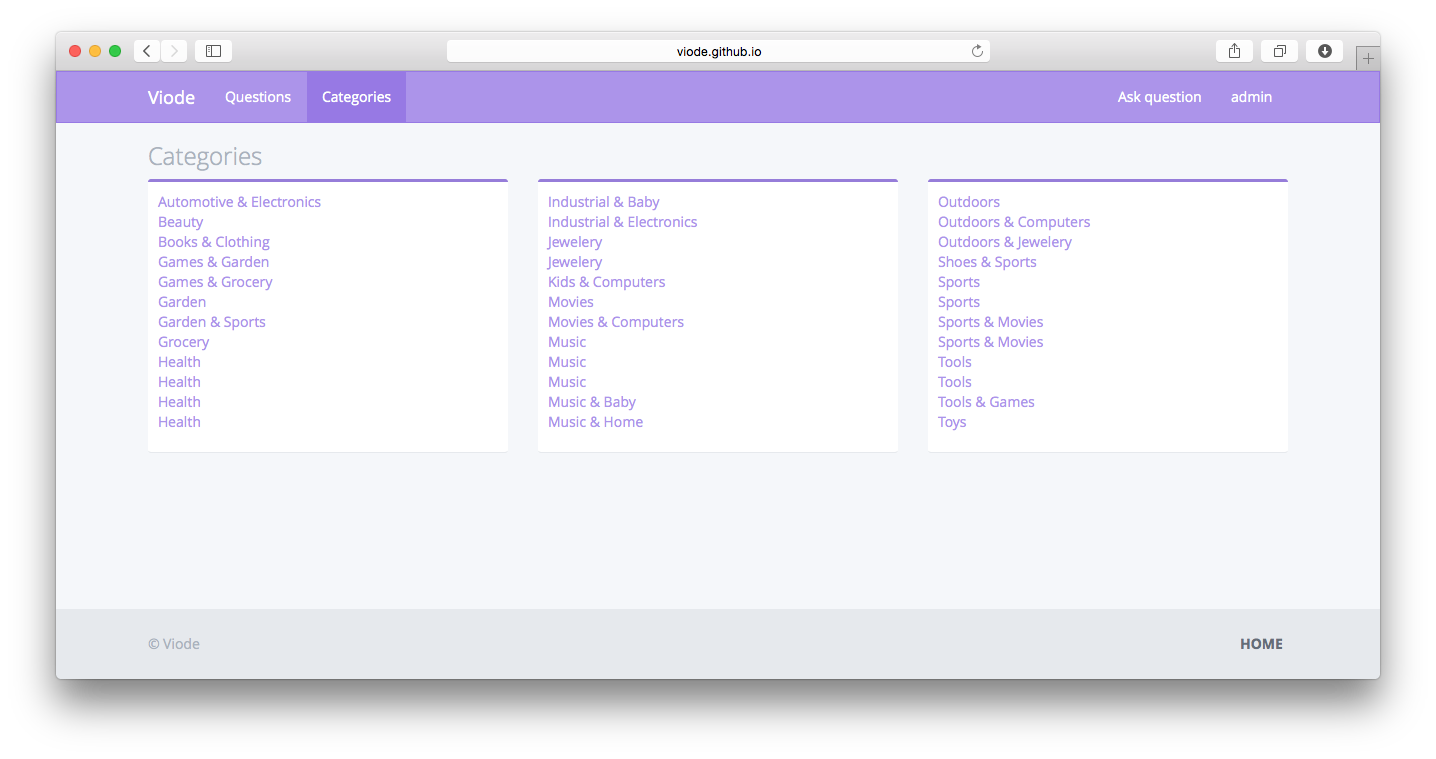 viode.github.io
Viode Questions Categories Ask question admin
Categories
Automotive & Electronics
Beauty
Books & Clothing
Games & Garden
Games & Grocery
Garden
Garden & Sports
Grocery
Health
Health
Health
Health
Industrial & Baby
Industrial & Electronics
Jewelery
Jewelery
Kids & Computers
Movies
Movies & Computers
Music
Music
Music
Music & Baby
Music & Home
Outdoors
Outdoors & Computers
Outdoors & Jewelery
Shoes & Sports
Sports
Sports
Sports & Movies
Sports & Movies
Tools
Tools
Tools & Games
Toys
© Viode HOME